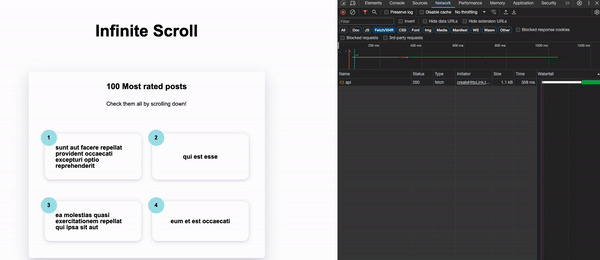 Infinite Scroll
100 Most rated posts
Check them all by scrolling down!
1
sunt aut facere repellat
provident occaecati
excepturi optio
reprehenderit
2
qui est esse
3
ea molestias quasi
exercitationem repellat
qui ipsa sit aut
4
eum et est occaecati
Elements Console Sources Network Performance Memory Application Security
Preserve log Disable cache No throttling
Filter Invert Hide data URLs Hide extension URLs
All Doc JS Fetch/XHR CSS Font Img Media Manifest WS Wasm Other Blocked response cookies
Blocked requests 3rd-party requests
200 ms 400 ms 600 ms 800 ms 1000 ms
Name Status Type Initiator Size Time Waterfall
api 200 fetch 1.1 kB 358 ms